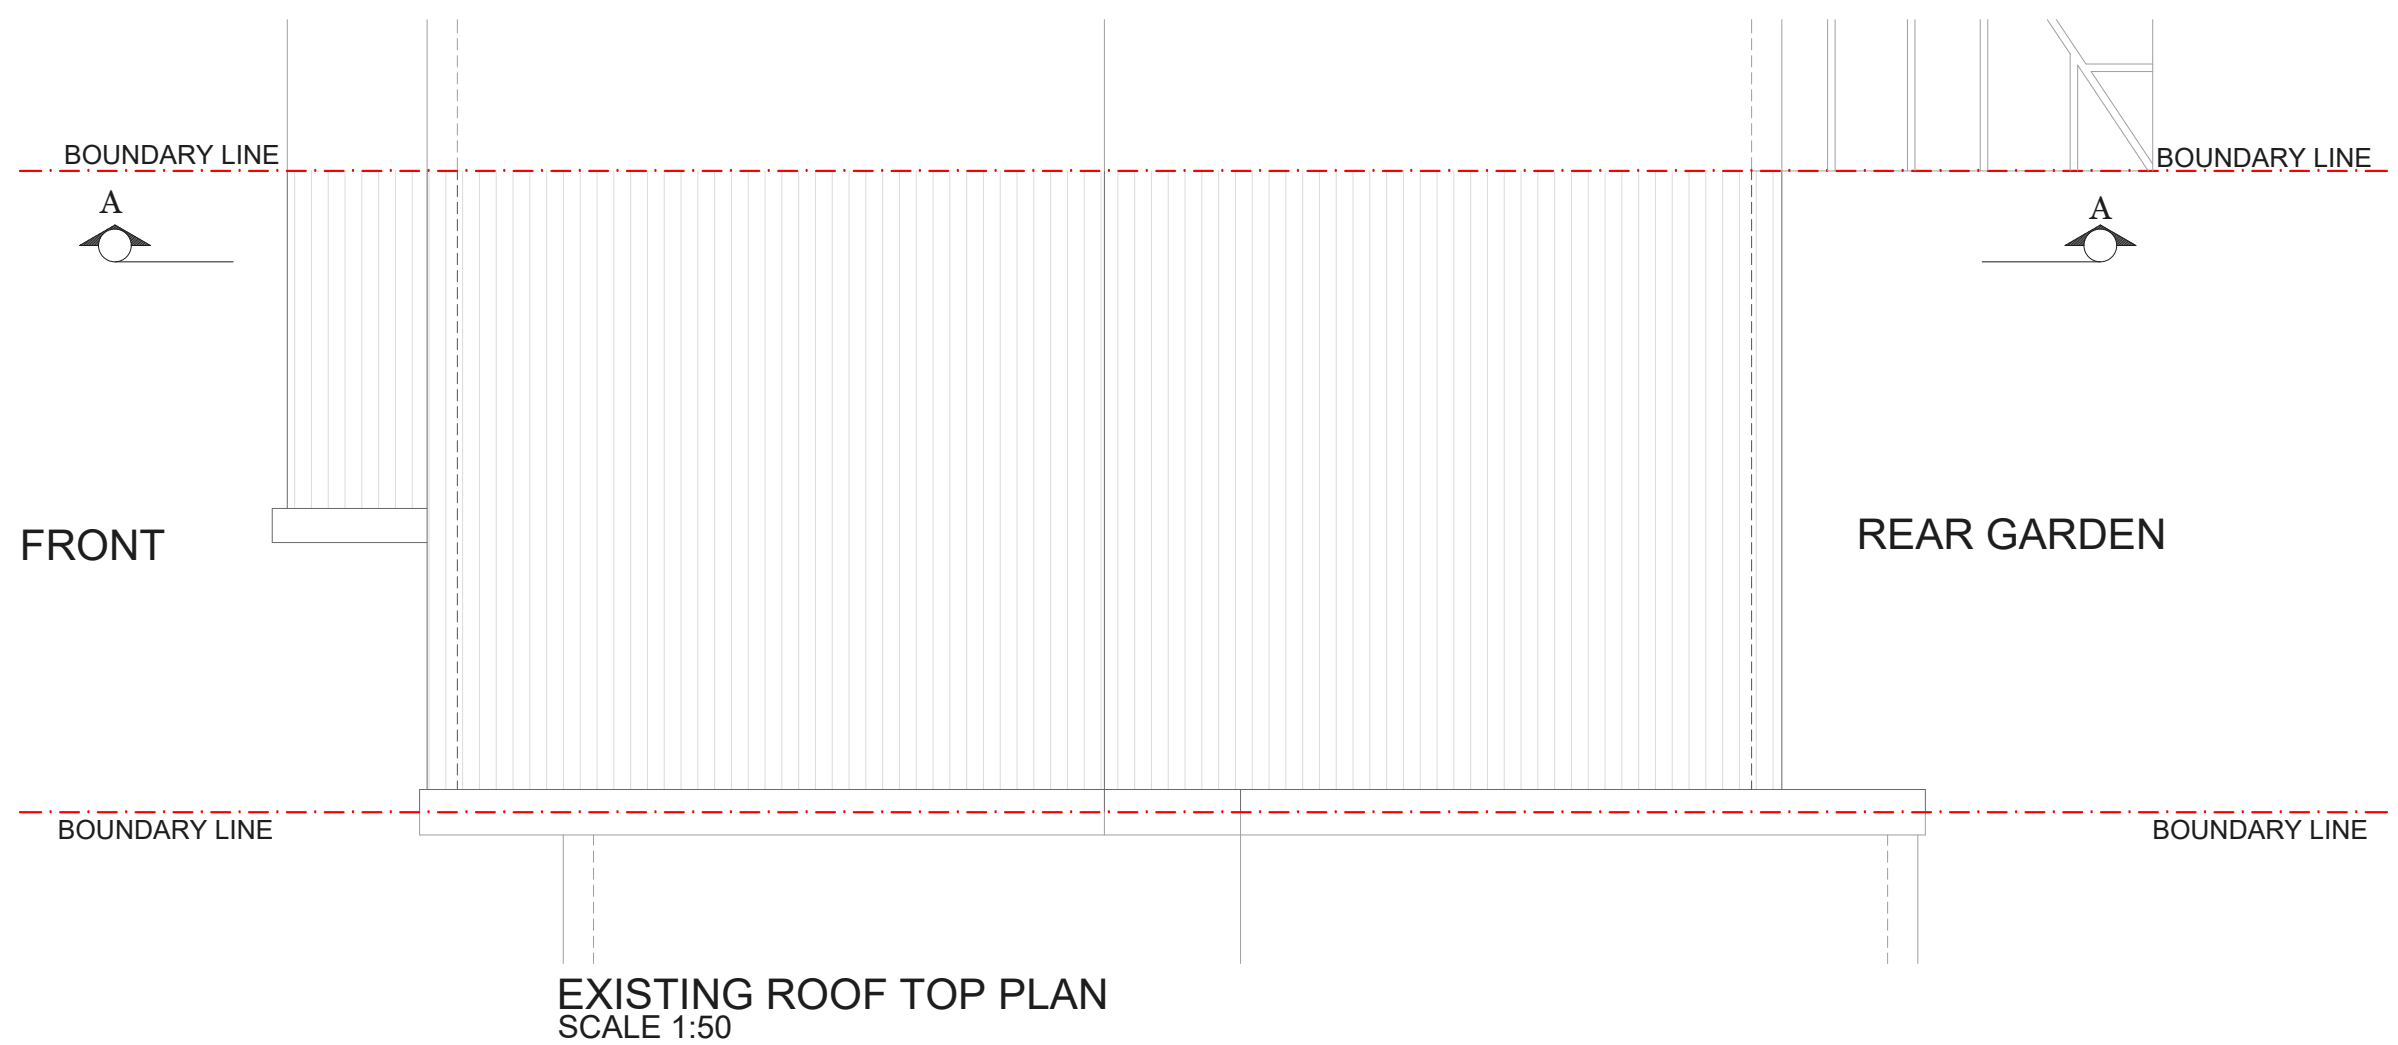 BOUNDARY LINE
BOUNDARY LINE
A
A
FRONT
REAR GARDEN
BOUNDARY LINE
BOUNDARY LINE
EXISTING ROOF TOP PLAN
SCALE 1:50